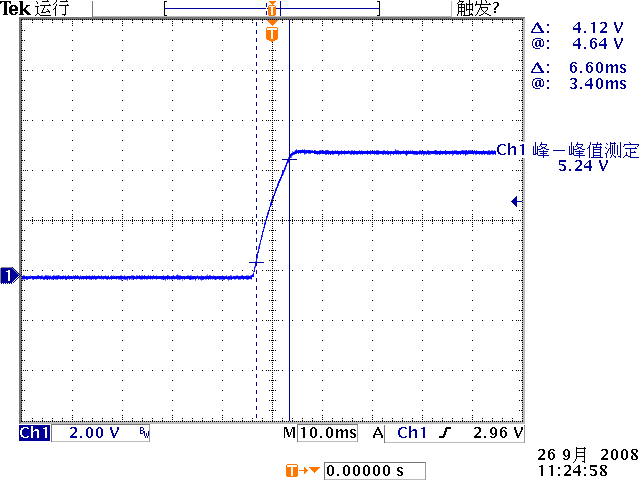 Tek 运行 触发?
T
T
Δ: 4.12 V
@: 4.64 V
Δ: 6.60ms
@: 3.40ms
Ch1 峰－峰值测定
5.24 V
1
Ch1 2.00 V BW M 10.0ms A Ch1 2.96 V
26 9月 2008
11:24:58
T 0.00000 s